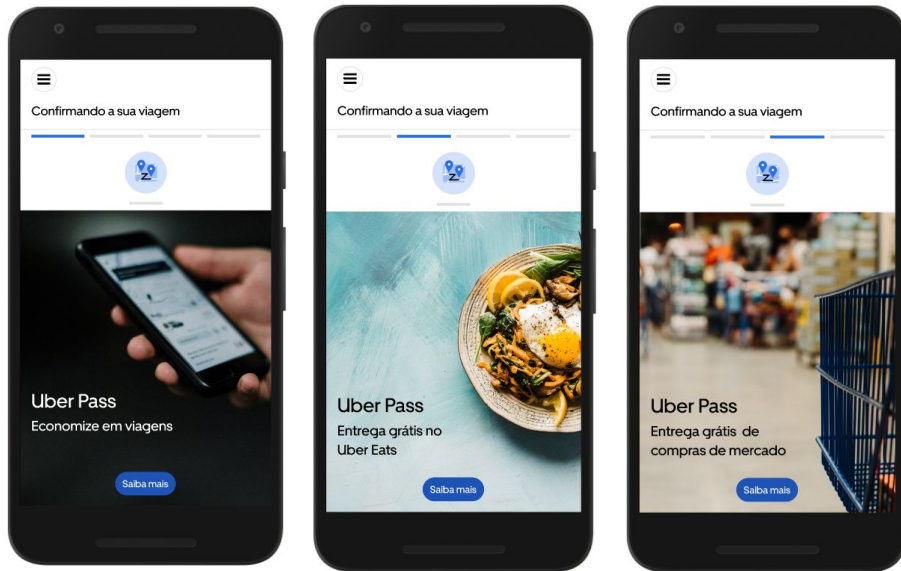 Confirmando a sua viagem
Uber Pass
Economize em viagens
Saiba mais
Confirmando a sua viagem
Uber Pass
Entrega grátis no
Uber Eats
Saiba mais
Confirmando a sua viagem
Uber Pass
Entrega grátis de
compras de mercado
Saiba mais